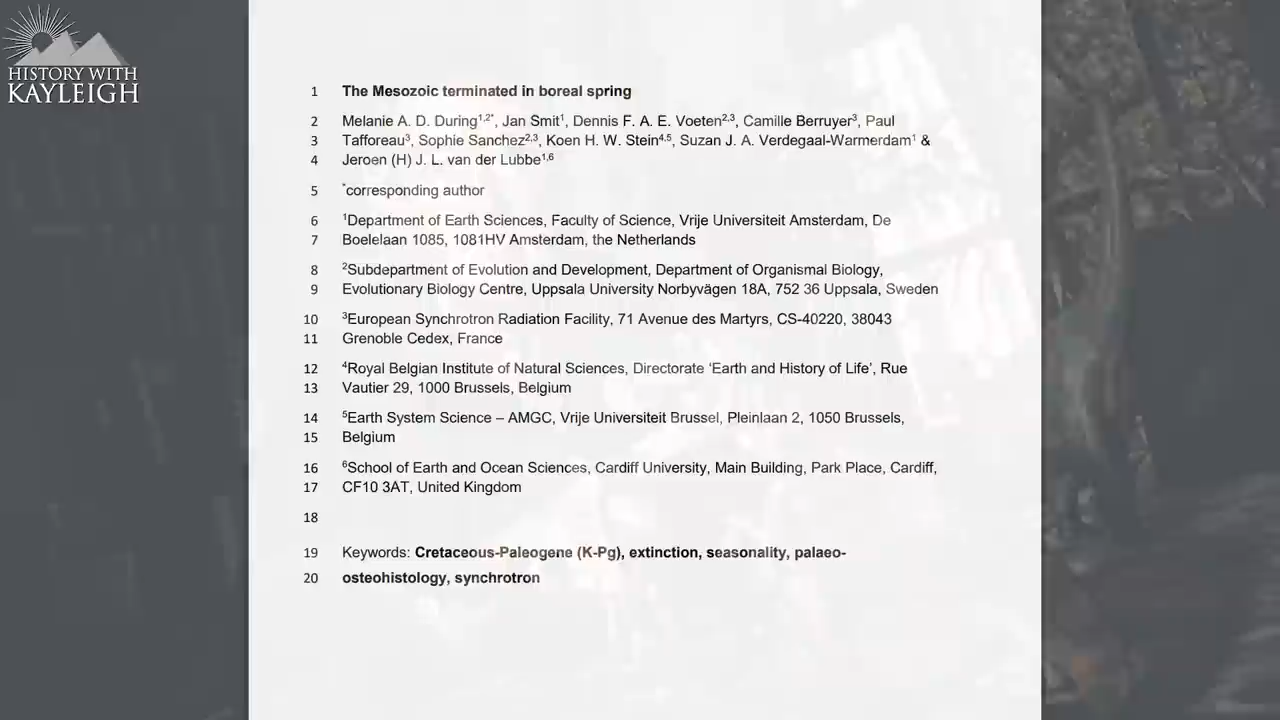 HISTORY WITH
KAYLEIGH
1 The Mesozoic terminated in boreal spring
2 Melanie A. D. During1,2*, Jan Smit1, Dennis F. A. E. Voeten2,3, Camille Berruyer3, Paul
3 Tafforeau3, Sophie Sanchez2,3, Koen H. W. Stein4,5, Suzan J. A. Verdegaal-Warmerdam1 &
4 Jeroen (H) J. L. van der Lubbe1,6
5 *corresponding author
6 1Department of Earth Sciences, Faculty of Science, Vrije Universiteit Amsterdam, De
7 Boelelaan 1085, 1081HV Amsterdam, the Netherlands
8 2Subdepartment of Evolution and Development, Department of Organismal Biology,
9 Evolutionary Biology Centre, Uppsala University Norbyvägen 18A, 752 36 Uppsala, Sweden
10 3European Synchrotron Radiation Facility, 71 Avenue des Martyrs, CS-40220, 38043
11 Grenoble Cedex, France
12 4Royal Belgian Institute of Natural Sciences, Directorate ‘Earth and History of Life’, Rue
13 Vautier 29, 1000 Brussels, Belgium
14 5Earth System Science – AMGC, Vrije Universiteit Brussel, Pleinlaan 2, 1050 Brussels,
15 Belgium
16 6School of Earth and Ocean Sciences, Cardiff University, Main Building, Park Place, Cardiff,
17 CF10 3AT, United Kingdom
18
19 Keywords: Cretaceous-Paleogene (K-Pg), extinction, seasonality, palaeo-
20 osteohistology, synchrotron